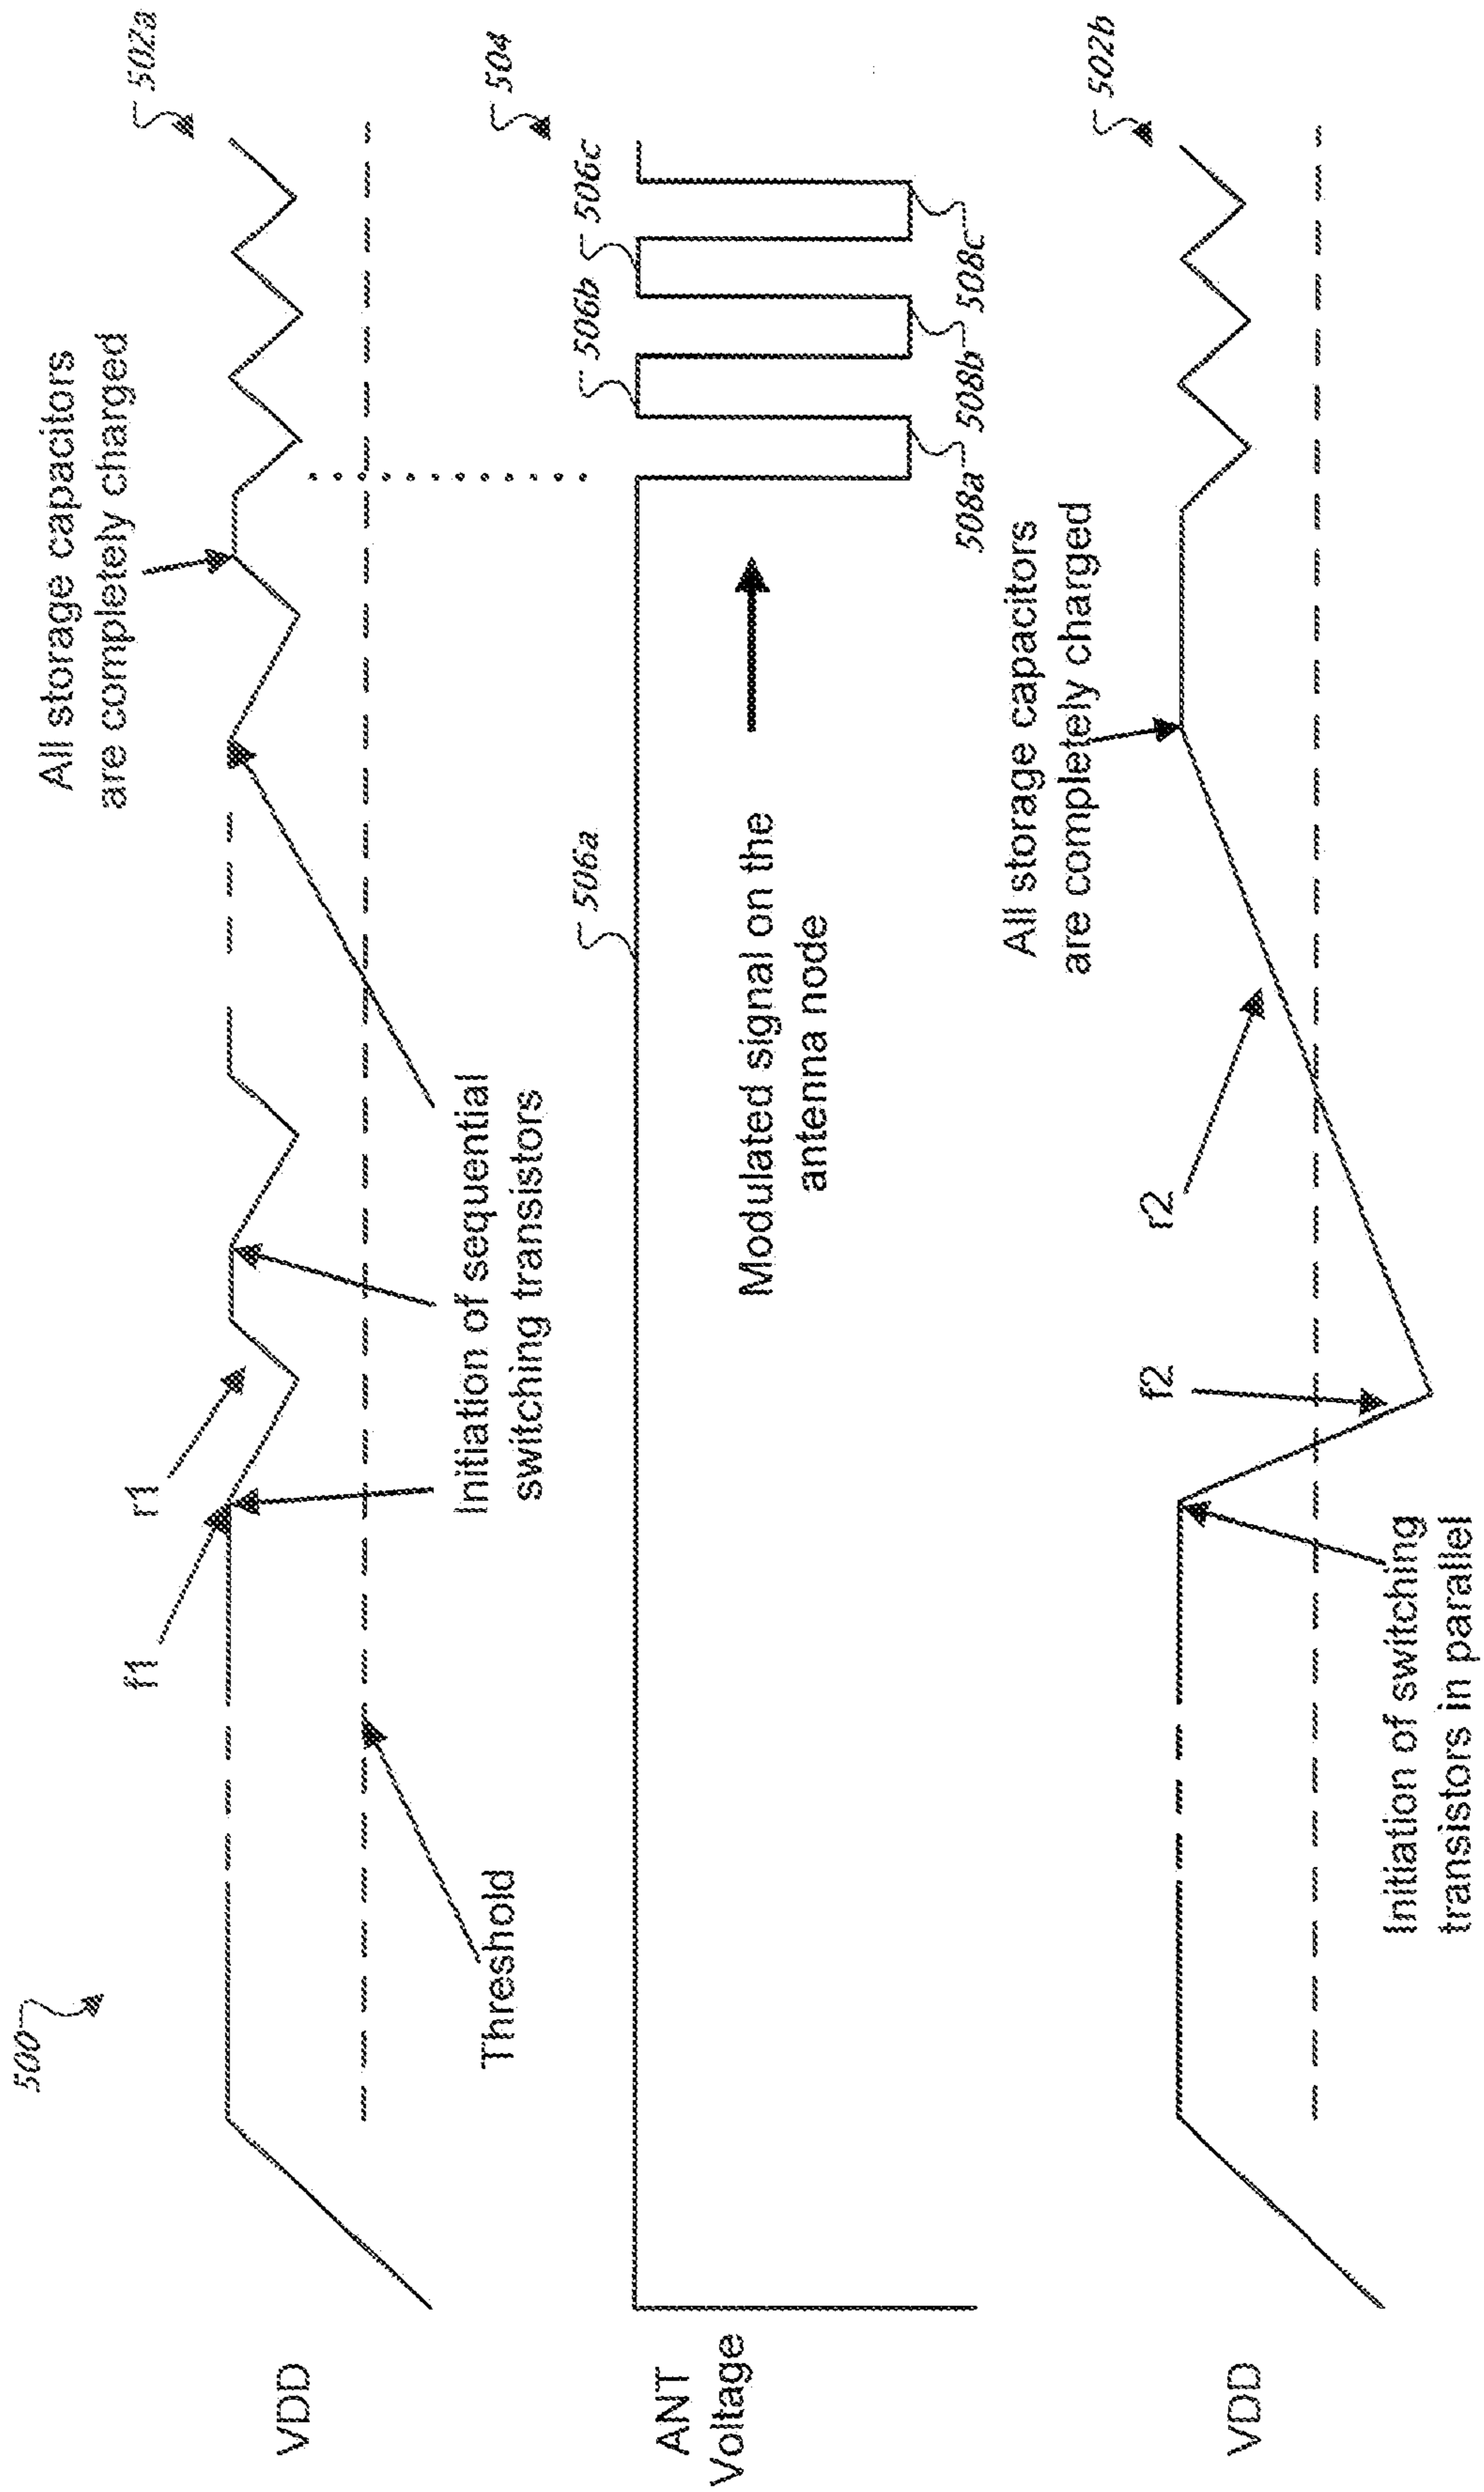 500
502a
All storage capacitors
are completely charged
f1
r1
VDD
Threshold
Initiation of sequential
switching transistors
504
506a
506b
506c
ANT
Voltage
Modulated signal on the
antenna node
508a
508b
508c
502b
All storage capacitors
are completely charged
f2
r2
VDD
Initiation of switching
transistors in parallel